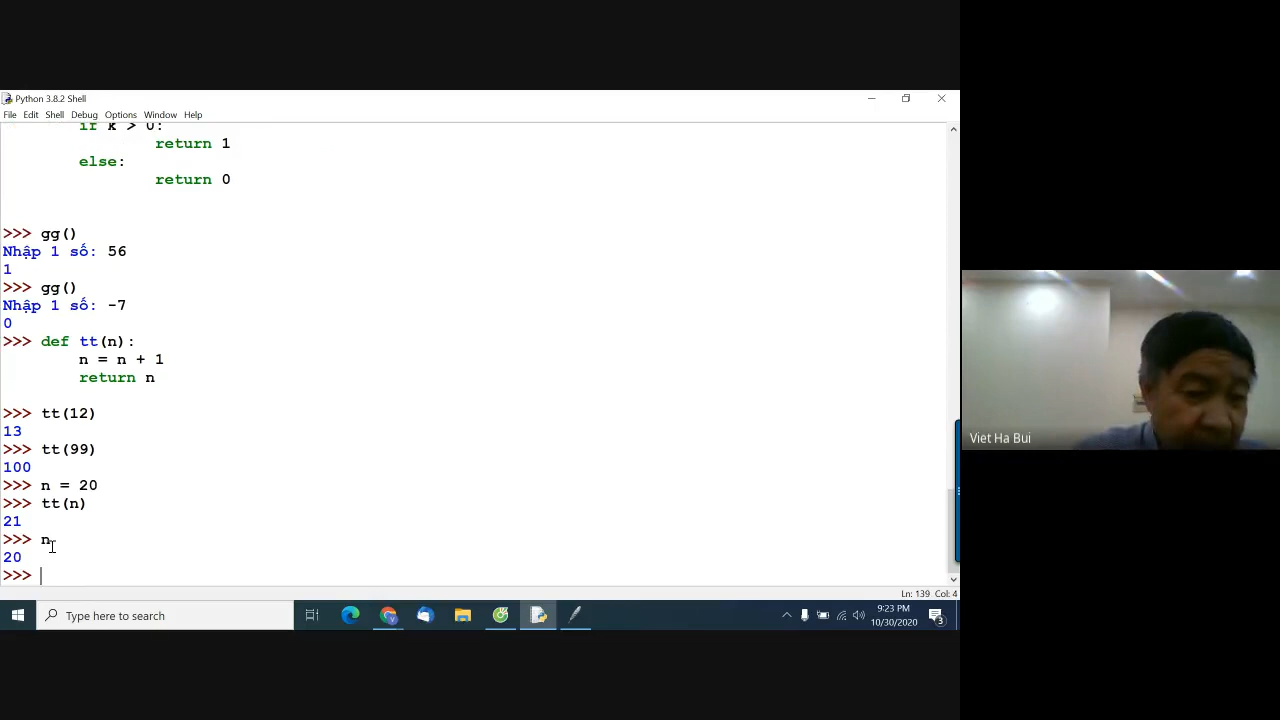 Python 3.8.2 Shell
File Edit Shell Debug Options Window Help
if k > 0:
return 1
else:
return 0
>>> gg()
Nhập 1 số: 56
1
>>> gg()
Nhập 1 số: -7
0
>>> def tt(n):
n = n + 1
return n
>>> tt(12)
13
>>> tt(99)
100
>>> n = 20
>>> tt(n)
21
>>> n
20
>>>
Viet Ha Bui
Ln: 139 Col: 4
Type here to search
9:23 PM
10/30/2020
3